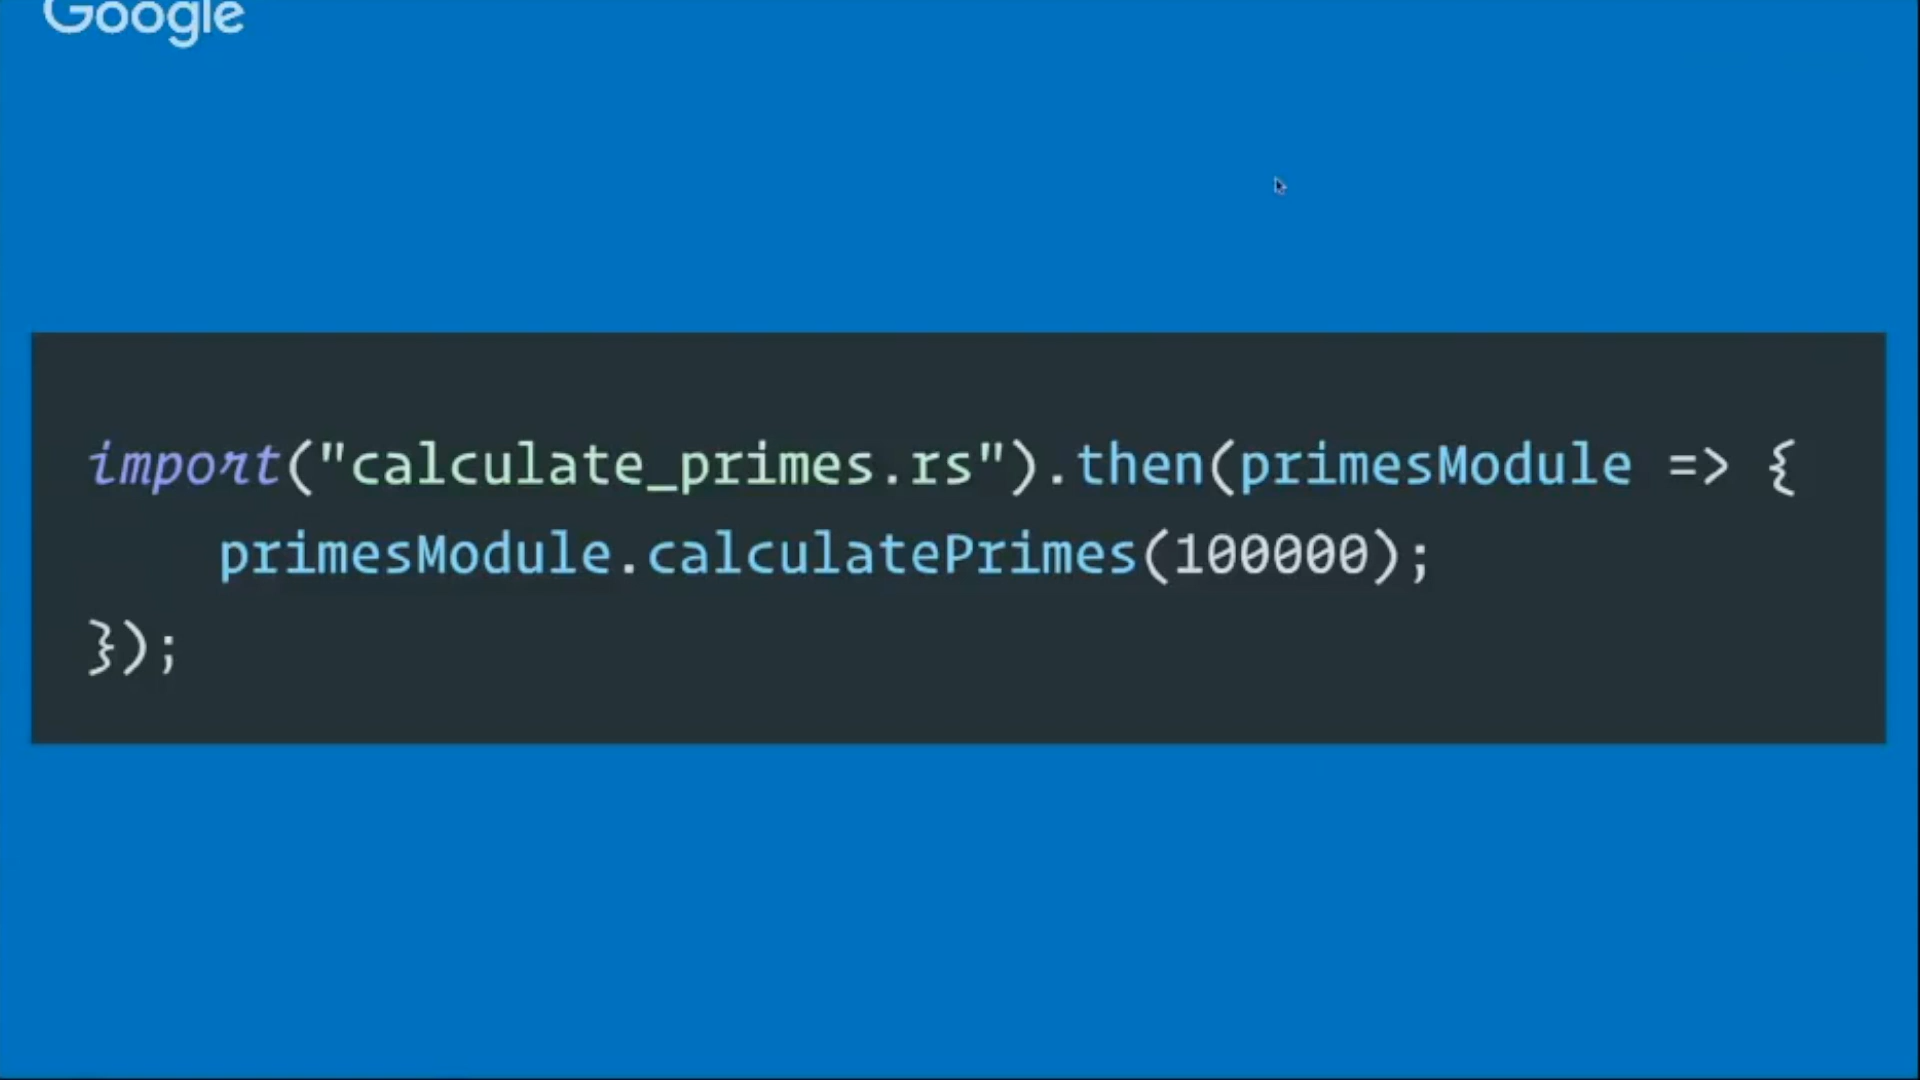 Google
import("calculate_primes.rs").then(primesModule => {
    primesModule.calculatePrimes(100000);
});